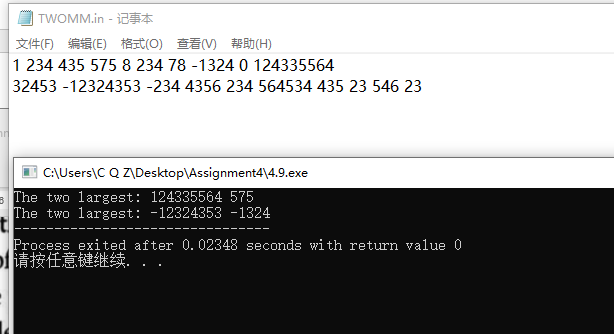 TWOMM.in - 记事本
文件(F) 编辑(E) 格式(O) 查看(V) 帮助(H)
1 234 435 575 8 234 78 -1324 0 124335564
32453 -12324353 -234 4356 234 564534 435 23 546 23
C:\Users\C Q Z\Desktop\Assignment4\4.9.exe
The two largest: 124335564 575
The two largest: -12324353 -1324
--------------------------------
Process exited after 0.02348 seconds with return value 0
请按任意键继续. . .